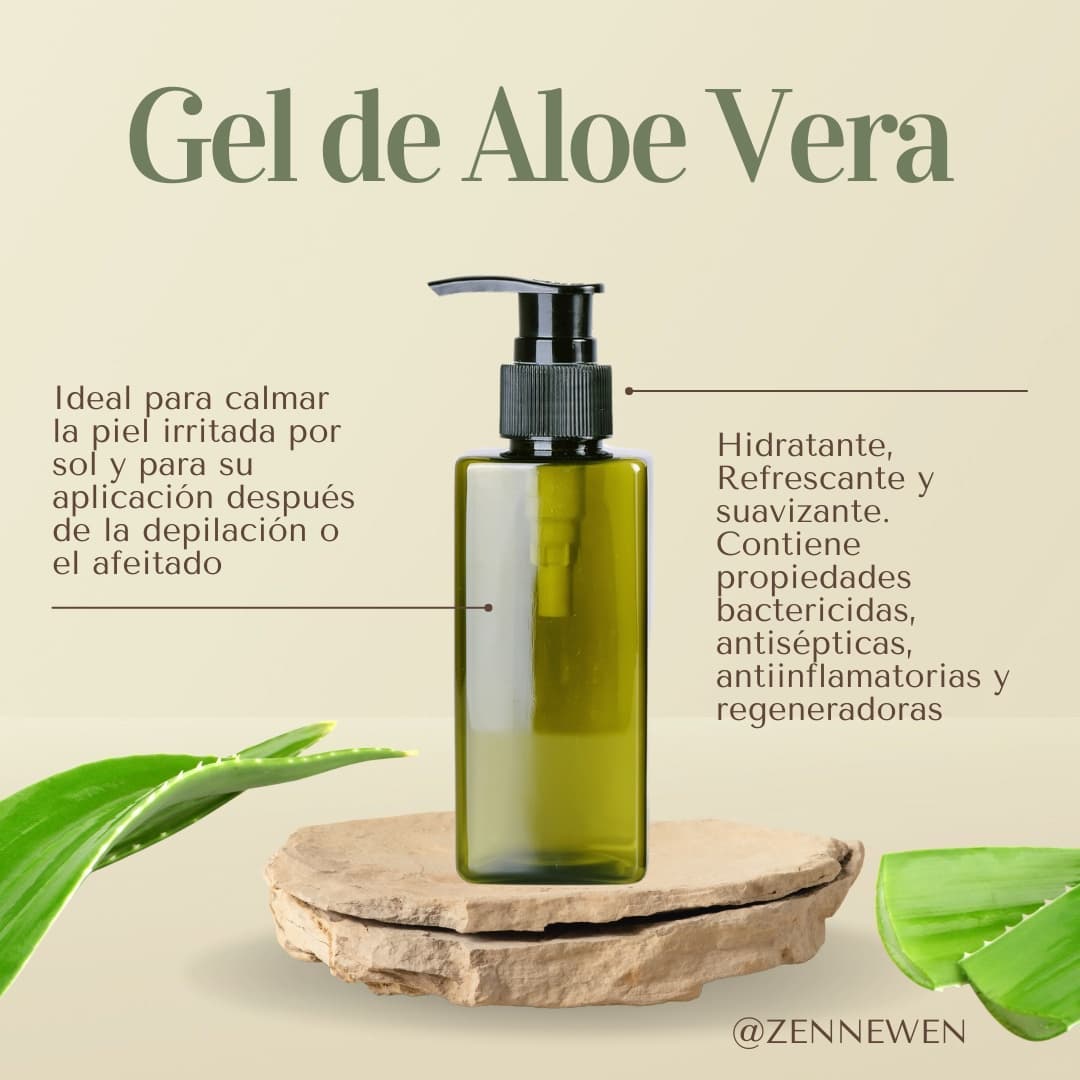 Gel de Aloe Vera
Ideal para calmar
la piel irritada por
sol y para su
aplicación después
de la depilación o
el afeitado
Hidratante,
Refrescante y
suavizante.
Contiene
propiedades
bactericidas,
antisépticas,
antiinflamatorias y
regeneradoras
@ZENNEWEN